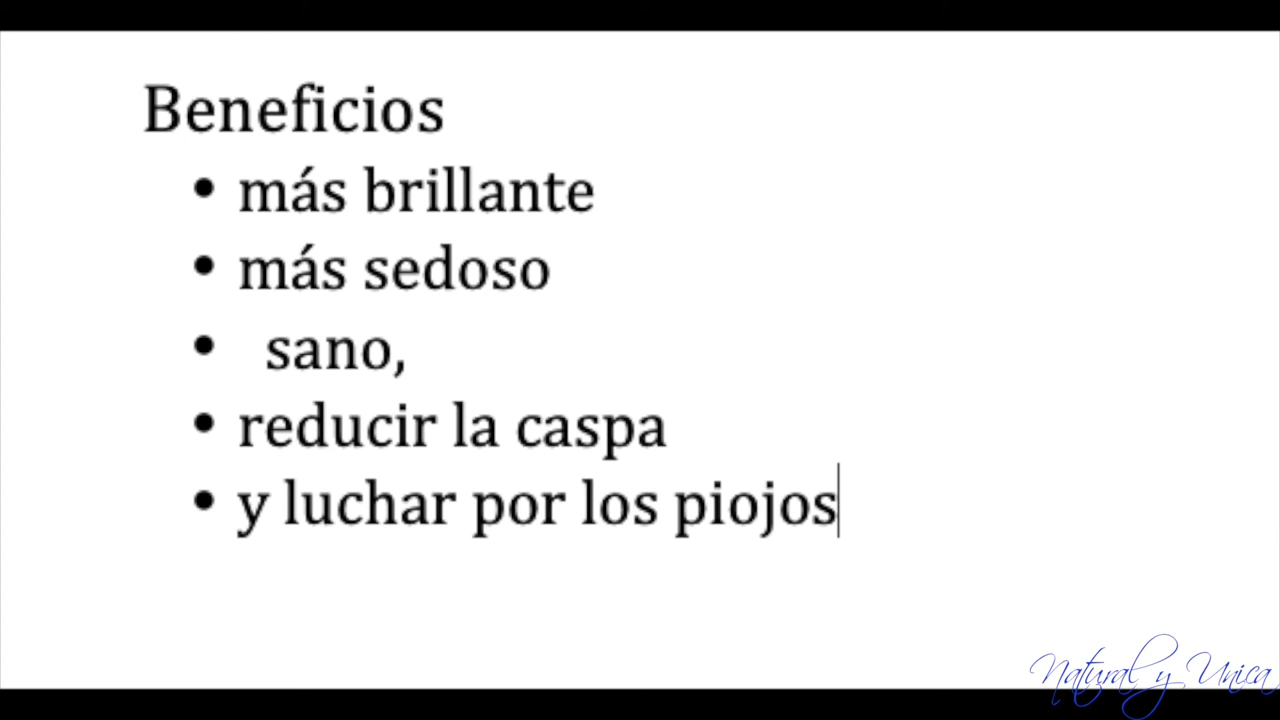 Beneficios
• más brillante
• más sedoso
• sano,
• reducir la caspa
• y luchar por los piojos
Natural y Unica